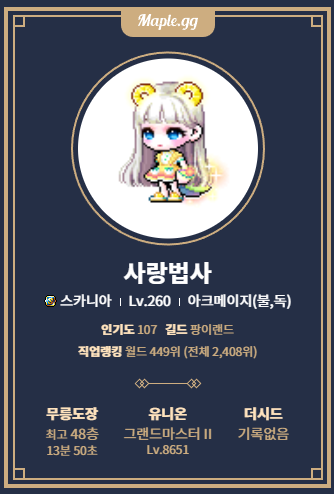 Maple.gg
사랑법사
스카니아 | Lv.260 | 아크메이지(불,독)
인기도 107 길드 팡이랜드
직업랭킹 월드 449위 (전체 2,408위)
무릉도장 유니온 더시드
최고 48층 그랜드마스터 II 기록없음
13분 50초 Lv.8651